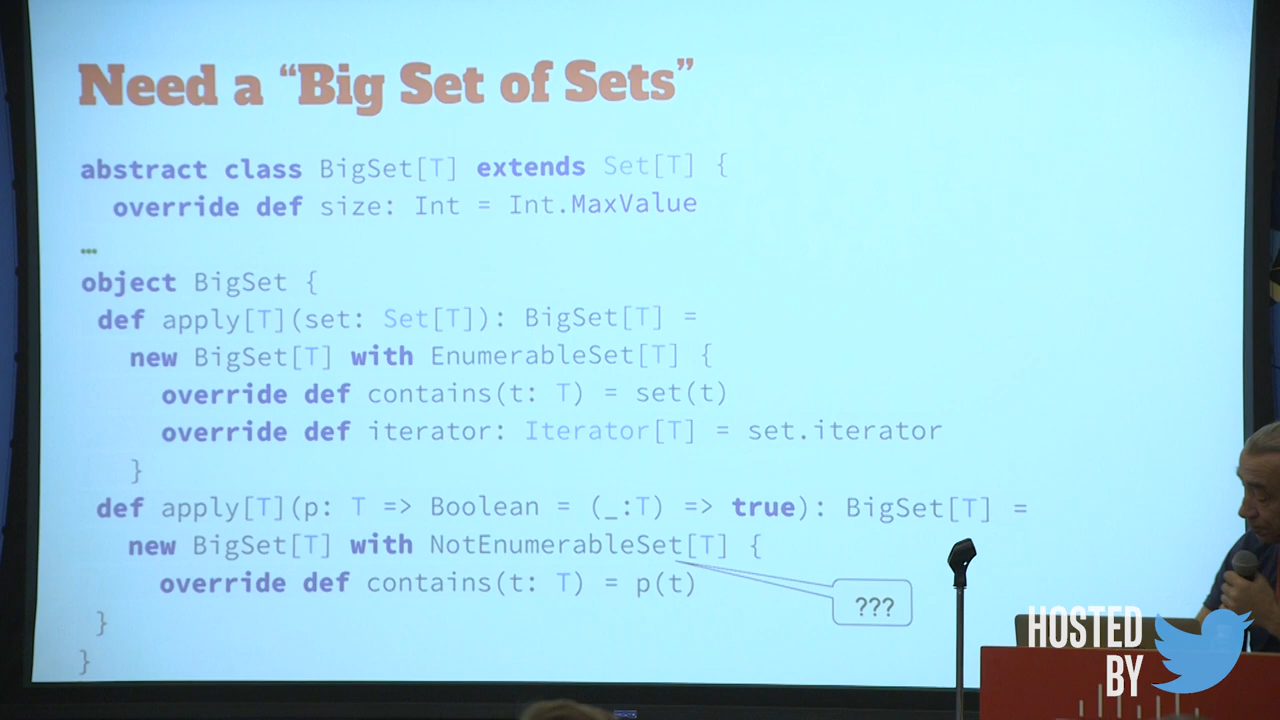 Need a “Big Set of Sets”
abstract class BigSet[T] extends Set[T] {
override def size: Int = Int.MaxValue
…
object BigSet {
def apply[T](set: Set[T]): BigSet[T] =
new BigSet[T] with EnumerableSet[T] {
override def contains(t: T) = set(t)
override def iterator: Iterator[T] = set.iterator
}
def apply[T](p: T => Boolean = (_:T) => true): BigSet[T] =
new BigSet[T] with NotEnumerableSet[T] {
override def contains(t: T) = p(t)
???
}
}
HOSTED
BY